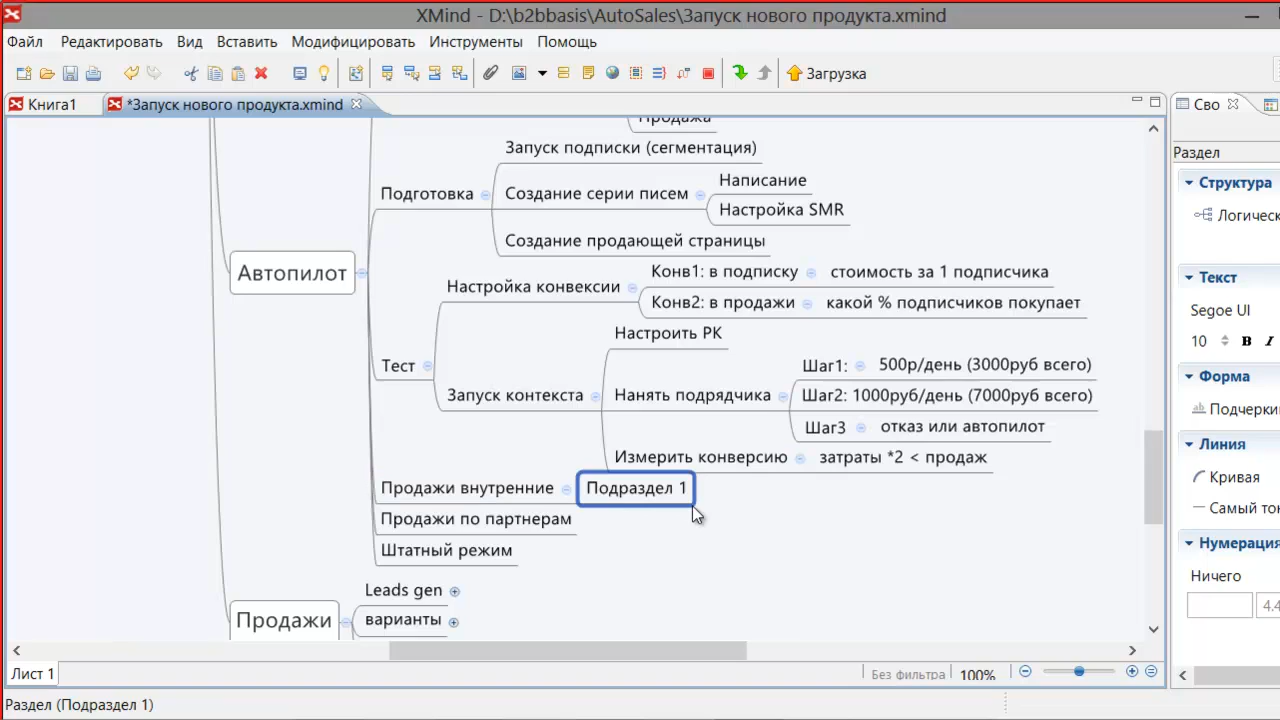 XMind - D:\b2bbasis\AutoSales\Запуск нового продукта.xmind
Файл Редактировать Вид Вставить Модифицировать Инструменты Помощь
Загрузка
Книга1 *Запуск нового продукта.xmind Сво
Продажа
Раздел
Запуск подписки (сегментация)
Написание
Структура
Подготовка Создание серии писем
Настройка SMR
Логическ
Создание продающей страницы
Автопилот
Конв1: в подписку стоимость за 1 подписчика
Текст
Настройка конвексии
Конв2: в продажи какой % подписчиков покупает
Segoe UI
Настроить РК
10 B I
Тест
Шаг1: 500р/день (3000руб всего)
Форма
Запуск контекста Нанять подрядчика Шаг2: 1000руб/день (7000руб всего)
Подчерки
Шаг3 отказ или автопилот
Линия
Измерить конверсию затраты *2 < продаж
Кривая
Продажи внутренние Подраздел 1
Самый тон
Продажи по партнерам
Нумерация
Штатный режим
Ничего
Leads gen
4.4
Продажи варианты
Лист 1 Без фильтра 100%
Раздел (Подраздел 1)